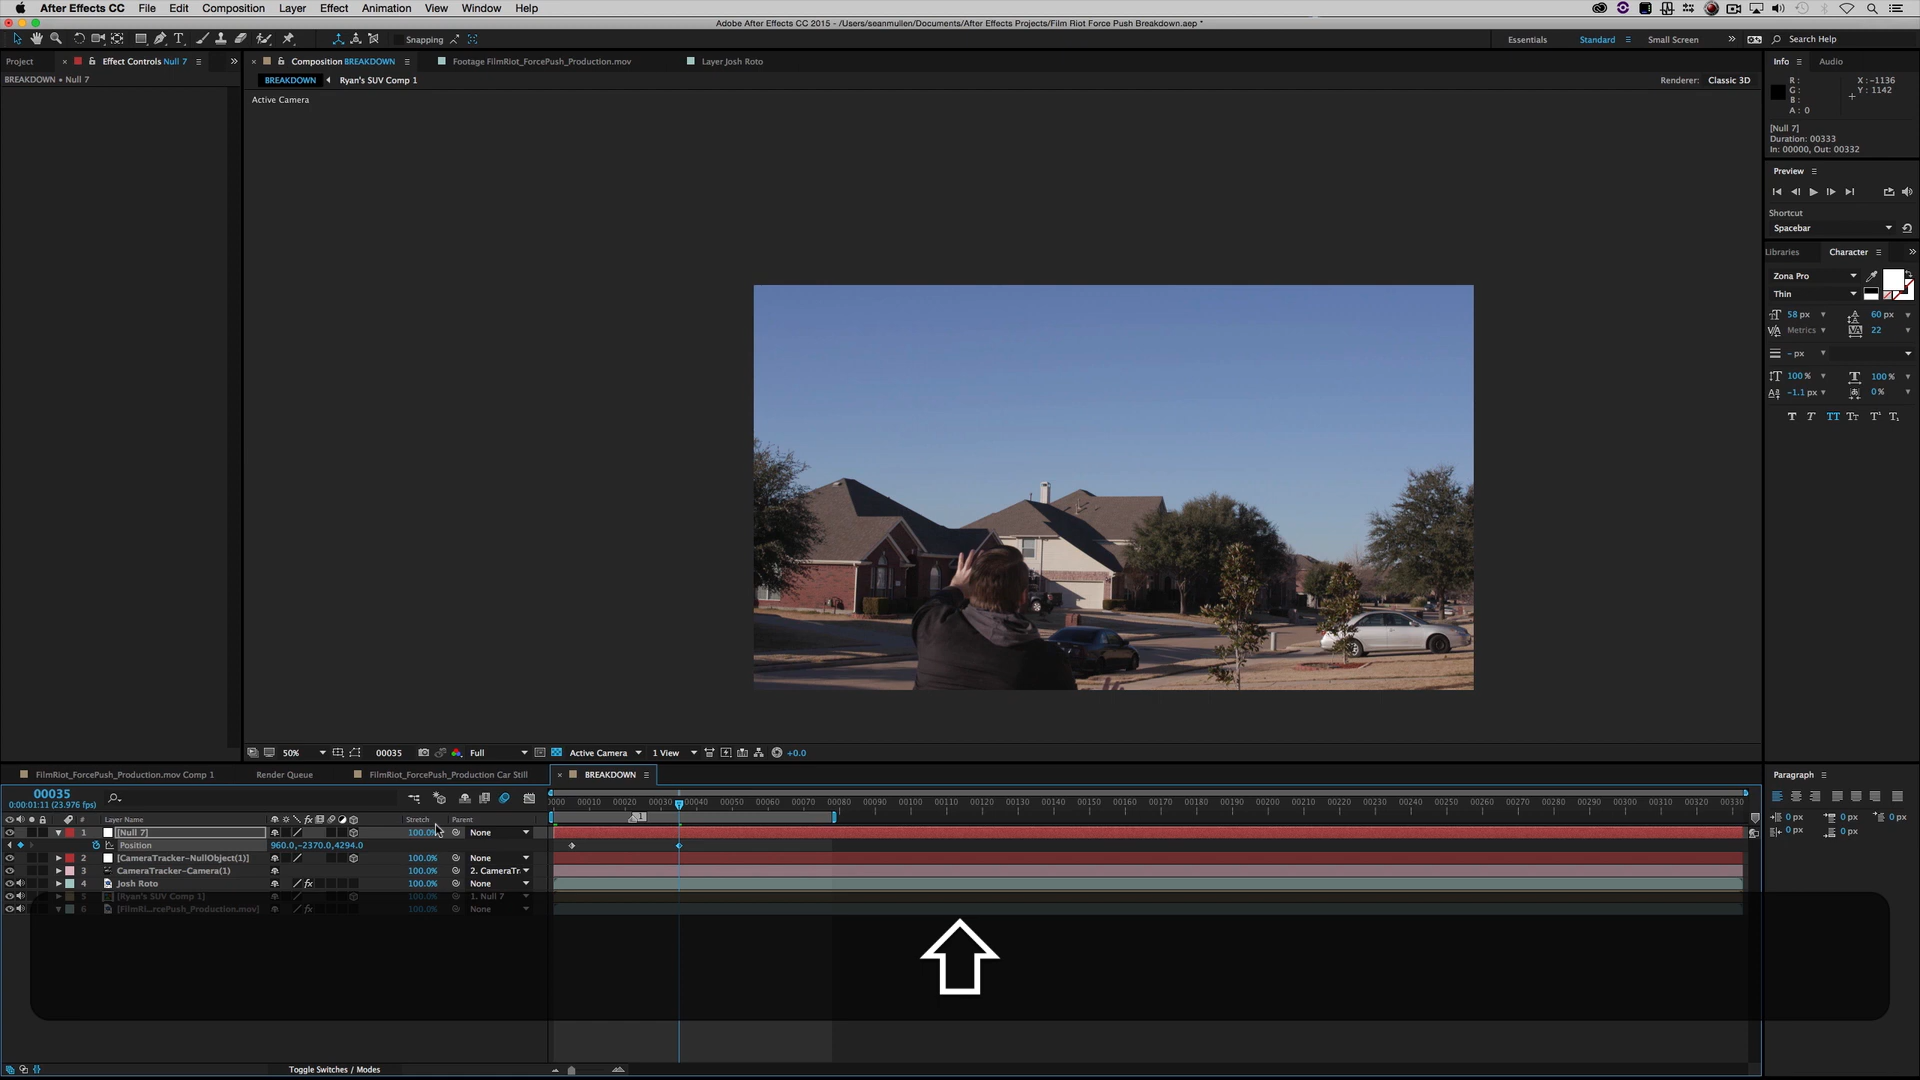 After Effects CC File Edit Composition Layer Effect Animation View Window Help
Adobe After Effects CC 2015 - /Users/seanmullen/Documents/After Effects Projects/Film Riot Force Push Breakdown.aep *
Snapping Essentials Standard Small Screen Search Help
Project Effect Controls Null 7 Composition BREAKDOWN Footage FilmRiot_ForcePush_Production.mov Layer Josh Roto Info Audio
BREAKDOWN • Null 7 BREAKDOWN Ryan's SUV Comp 1 Renderer: Classic 3D
R : X : -1136
G : Y : 1142
B :
A : 0
Active Camera
[Null 7]
Duration: 00333
In: 00000, Out: 00332
Preview
Shortcut
Spacebar
Libraries Character
Zona Pro
Thin
58 px 60 px
Metrics 22
- px
100 % 100 %
-1.1 px 0 %
T T TT TT T¹ T₁
50% 00035 Full Active Camera 1 View +0.0
FilmRiot_ForcePush_Production.mov Comp 1 Render Queue FilmRiot_ForcePush_Production Car Still BREAKDOWN Paragraph
00035
0:00:01:11 (23.976 fps)
0000 00010 00020 00030 00040 00050 00060 00070 00080 00090 00100 00110 00120 00130 00140 00150 00160 00170 00180 00190 00200 00210 00220 00230 00240 00250 00260 00270 00280 00290 00300 00310 00320 00330
0 px 0 px 0 px
0 px 0 px
# Layer Name Stretch Parent
1
1 [Null 7] 100.0% None
Position 960.0,-2370.0,4294.0
2 [CameraTracker-NullObject(1)] 100.0% None
3 CameraTracker-Camera(1) 100.0% 2. CameraTr
4 Josh Roto 100.0% None
5 [Ryan's SUV Comp 1] 100.0% 1. Null 7
6 [FilmRi...rcePush_Production.mov] 100.0% None
Toggle Switches / Modes